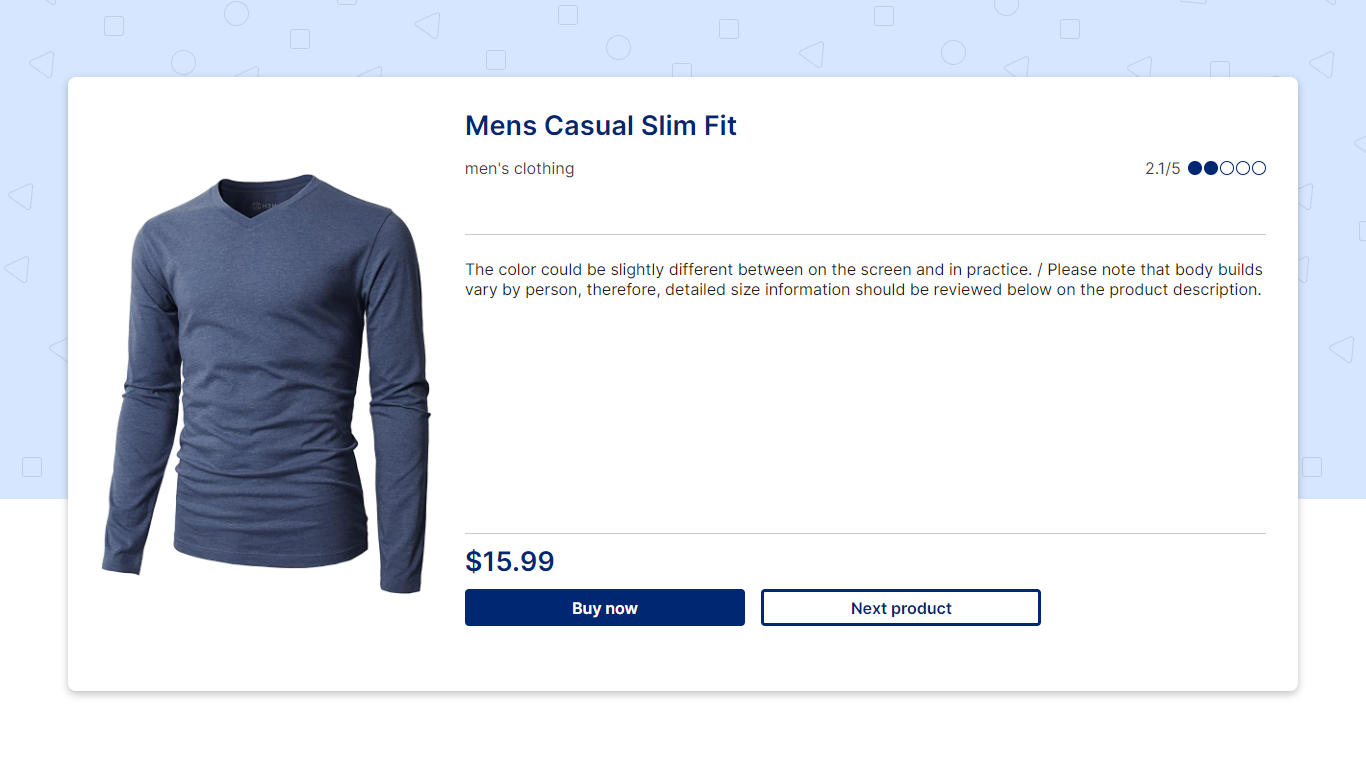 Mens Casual Slim Fit
men's clothing
2.1/5
The color could be slightly different between on the screen and in practice. / Please note that body builds
vary by person, therefore, detailed size information should be reviewed below on the product description.
$15.99
Buy now
Next product